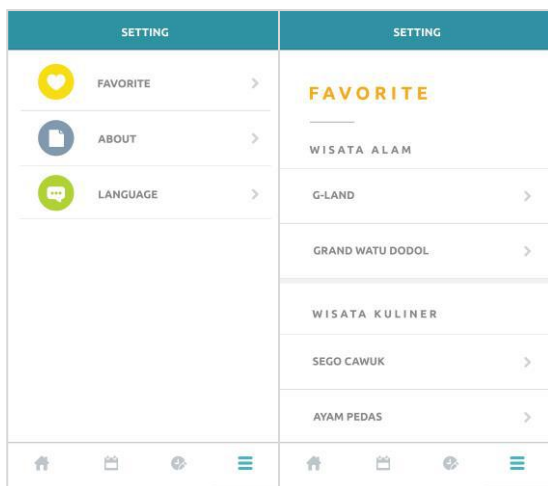 SETTING
FAVORITE
ABOUT
LANGUAGE
SETTING
FAVORITE
WISATA ALAM
G-LAND
GRAND WATU DODOL
WISATA KULINER
SEGO CAWUK
AYAM PEDAS